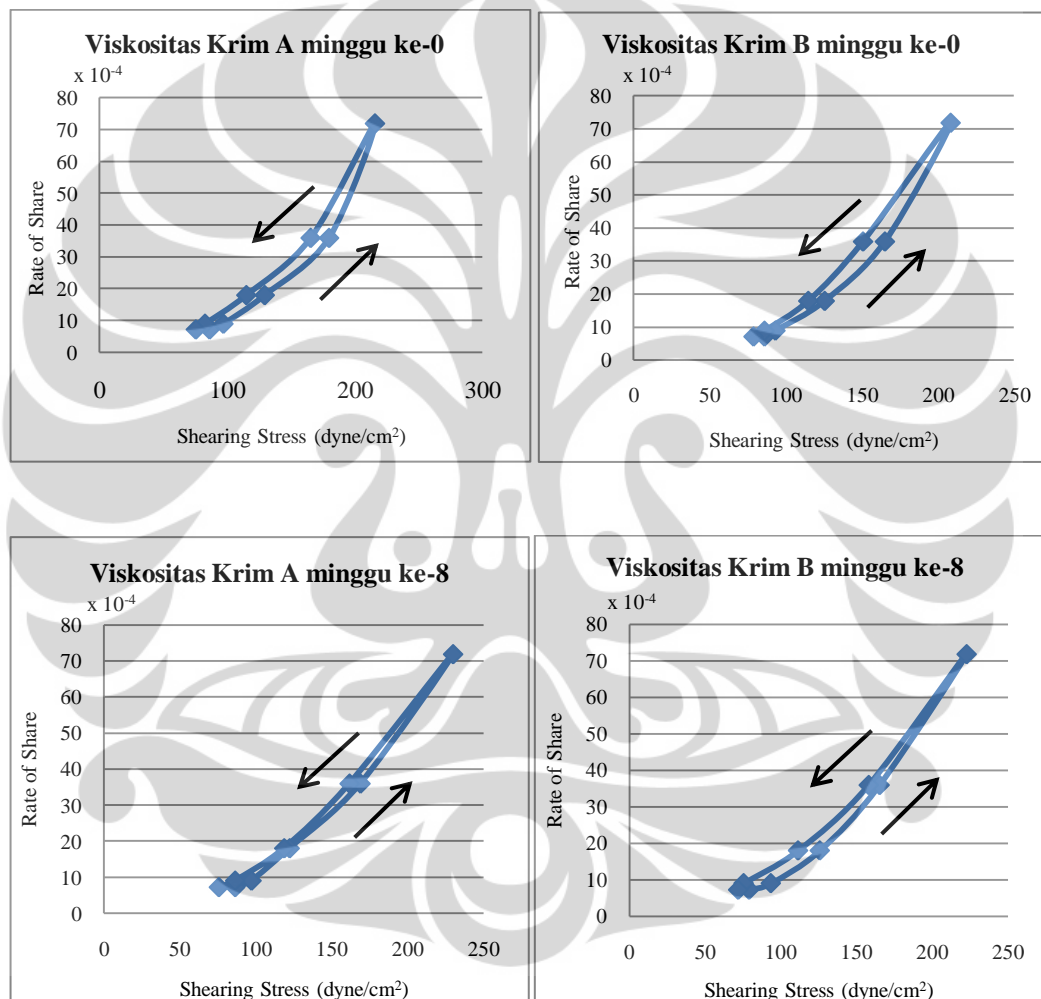 Viskositas Krim A minggu ke-0
x 10-4
80
70
60
50
40
30
20
10
0
0 100 200 300
Rate of Share
Shearing Stress (dyne/cm2)
Viskositas Krim B minggu ke-0
x 10-4
80
70
60
50
40
30
20
10
0
0 50 100 150 200 250
Rate of Share
Shearing Stress (dyne/cm2)
Viskositas Krim A minggu ke-8
x 10-4
80
70
60
50
40
30
20
10
0
0 50 100 150 200 250
Rate of Share
Shearing Stress (dyne/cm2)
Viskositas Krim B minggu ke-8
x 10-4
80
70
60
50
40
30
20
10
0
0 50 100 150 200 250
Rate of Share
Shearing Stress (dyne/cm2)